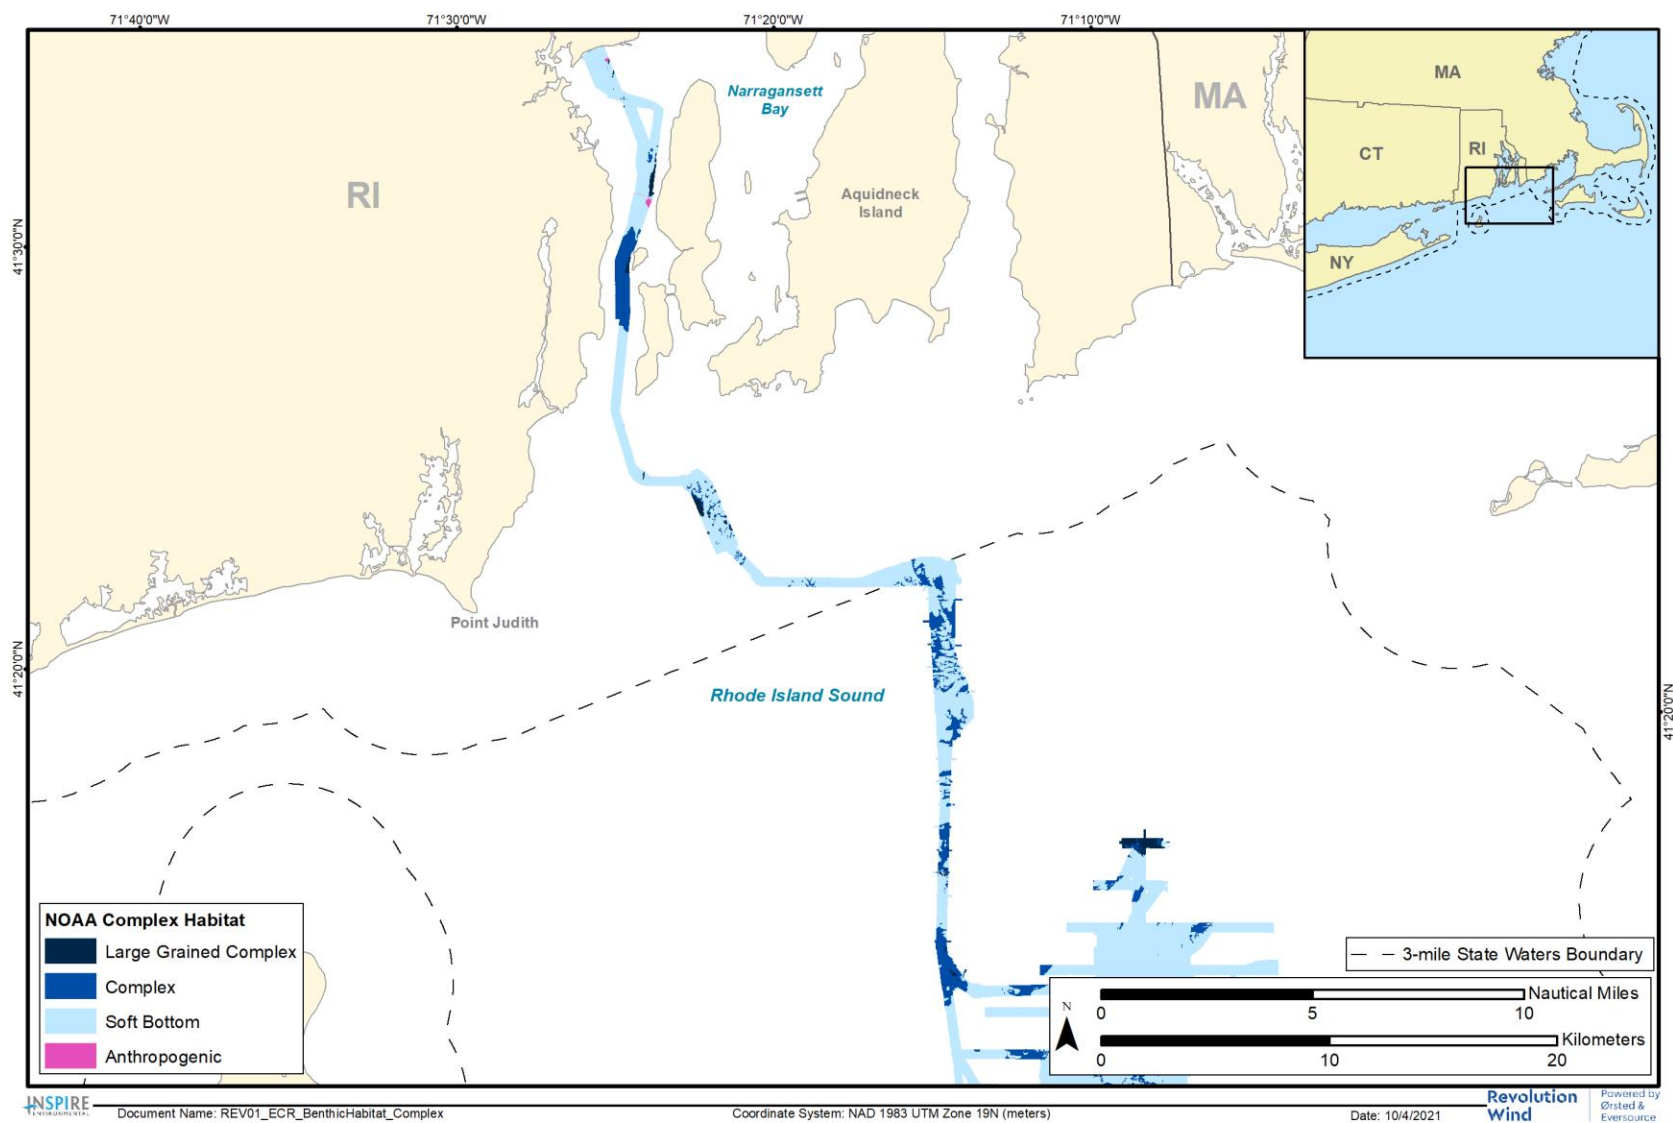 71°40'0"W
71°30'0"W
71°20'0"W
71°10'0"W
41°30'0"N
41°20'0"N
41°20'0"N
Narragansett
Bay
MA
RI
Aquidneck
Island
MA
CT
RI
NY
Point Judith
Rhode Island Sound
NOAA Complex Habitat
Large Grained Complex
Complex
Soft Bottom
Anthropogenic
3-mile State Waters Boundary
N
Nautical Miles
0 5 10
Kilometers
0 10 20
INSPIRE
ENVIRONMENTAL
Document Name: REV01_ECR_BenthicHabitat_Complex
Coordinate System: NAD 1983 UTM Zone 19N (meters)
Date: 10/4/2021
Revolution
Wind
Powered by
Ørsted &
Eversource